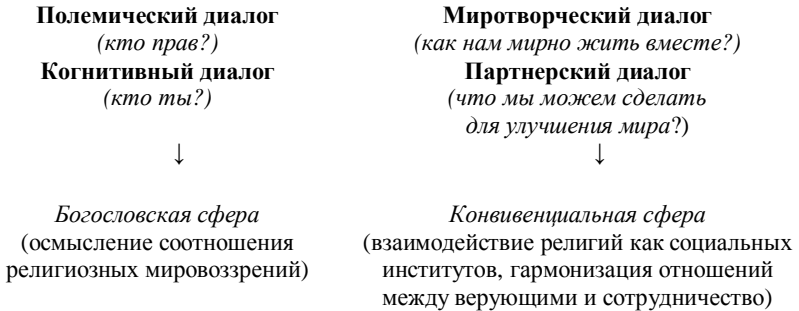 Полемический диалог
(кто прав?)
Когнитивный диалог
(кто ты?)
↓
Богословская сфера
(осмысление соотношения
религиозных мировоззрений)
Миротворческий диалог
(как нам мирно жить вместе?)
Партнерский диалог
(что мы можем сделать
для улучшения мира?)
↓
Конвивенциальная сфера
(взаимодействие религий как социальных
институтов, гармонизация отношений
между верующими и сотрудничество)